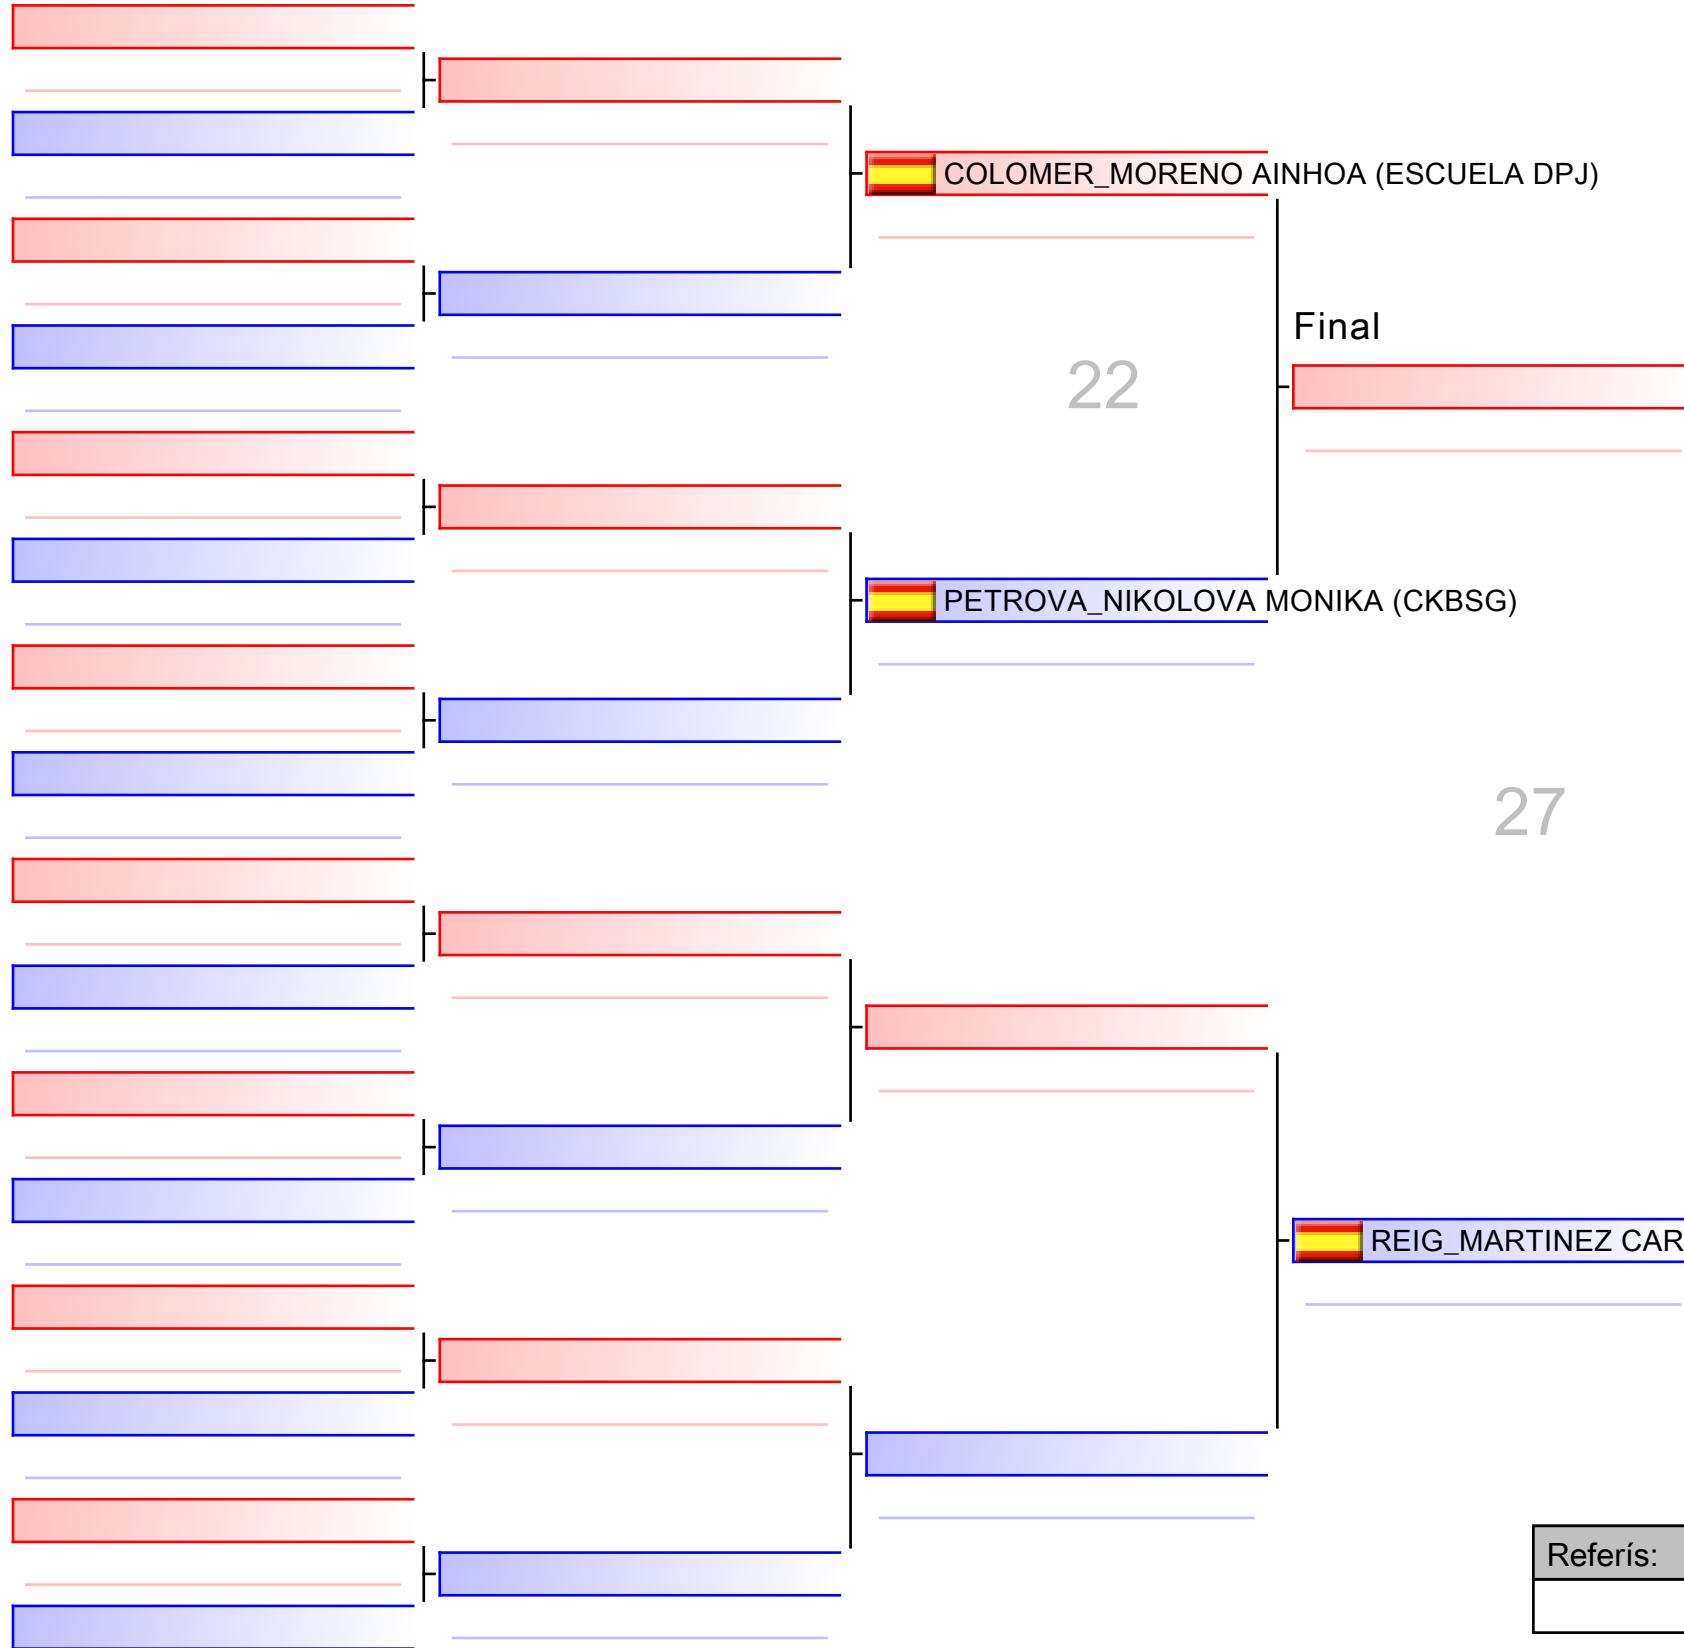 COLOMER_MORENO AINHOA (ESCUELA DPJ)
Final
22
PETROVA_NIKOLOVA MONIKA (CKBSG)
27
REIG_MARTINEZ CAR
Referís: